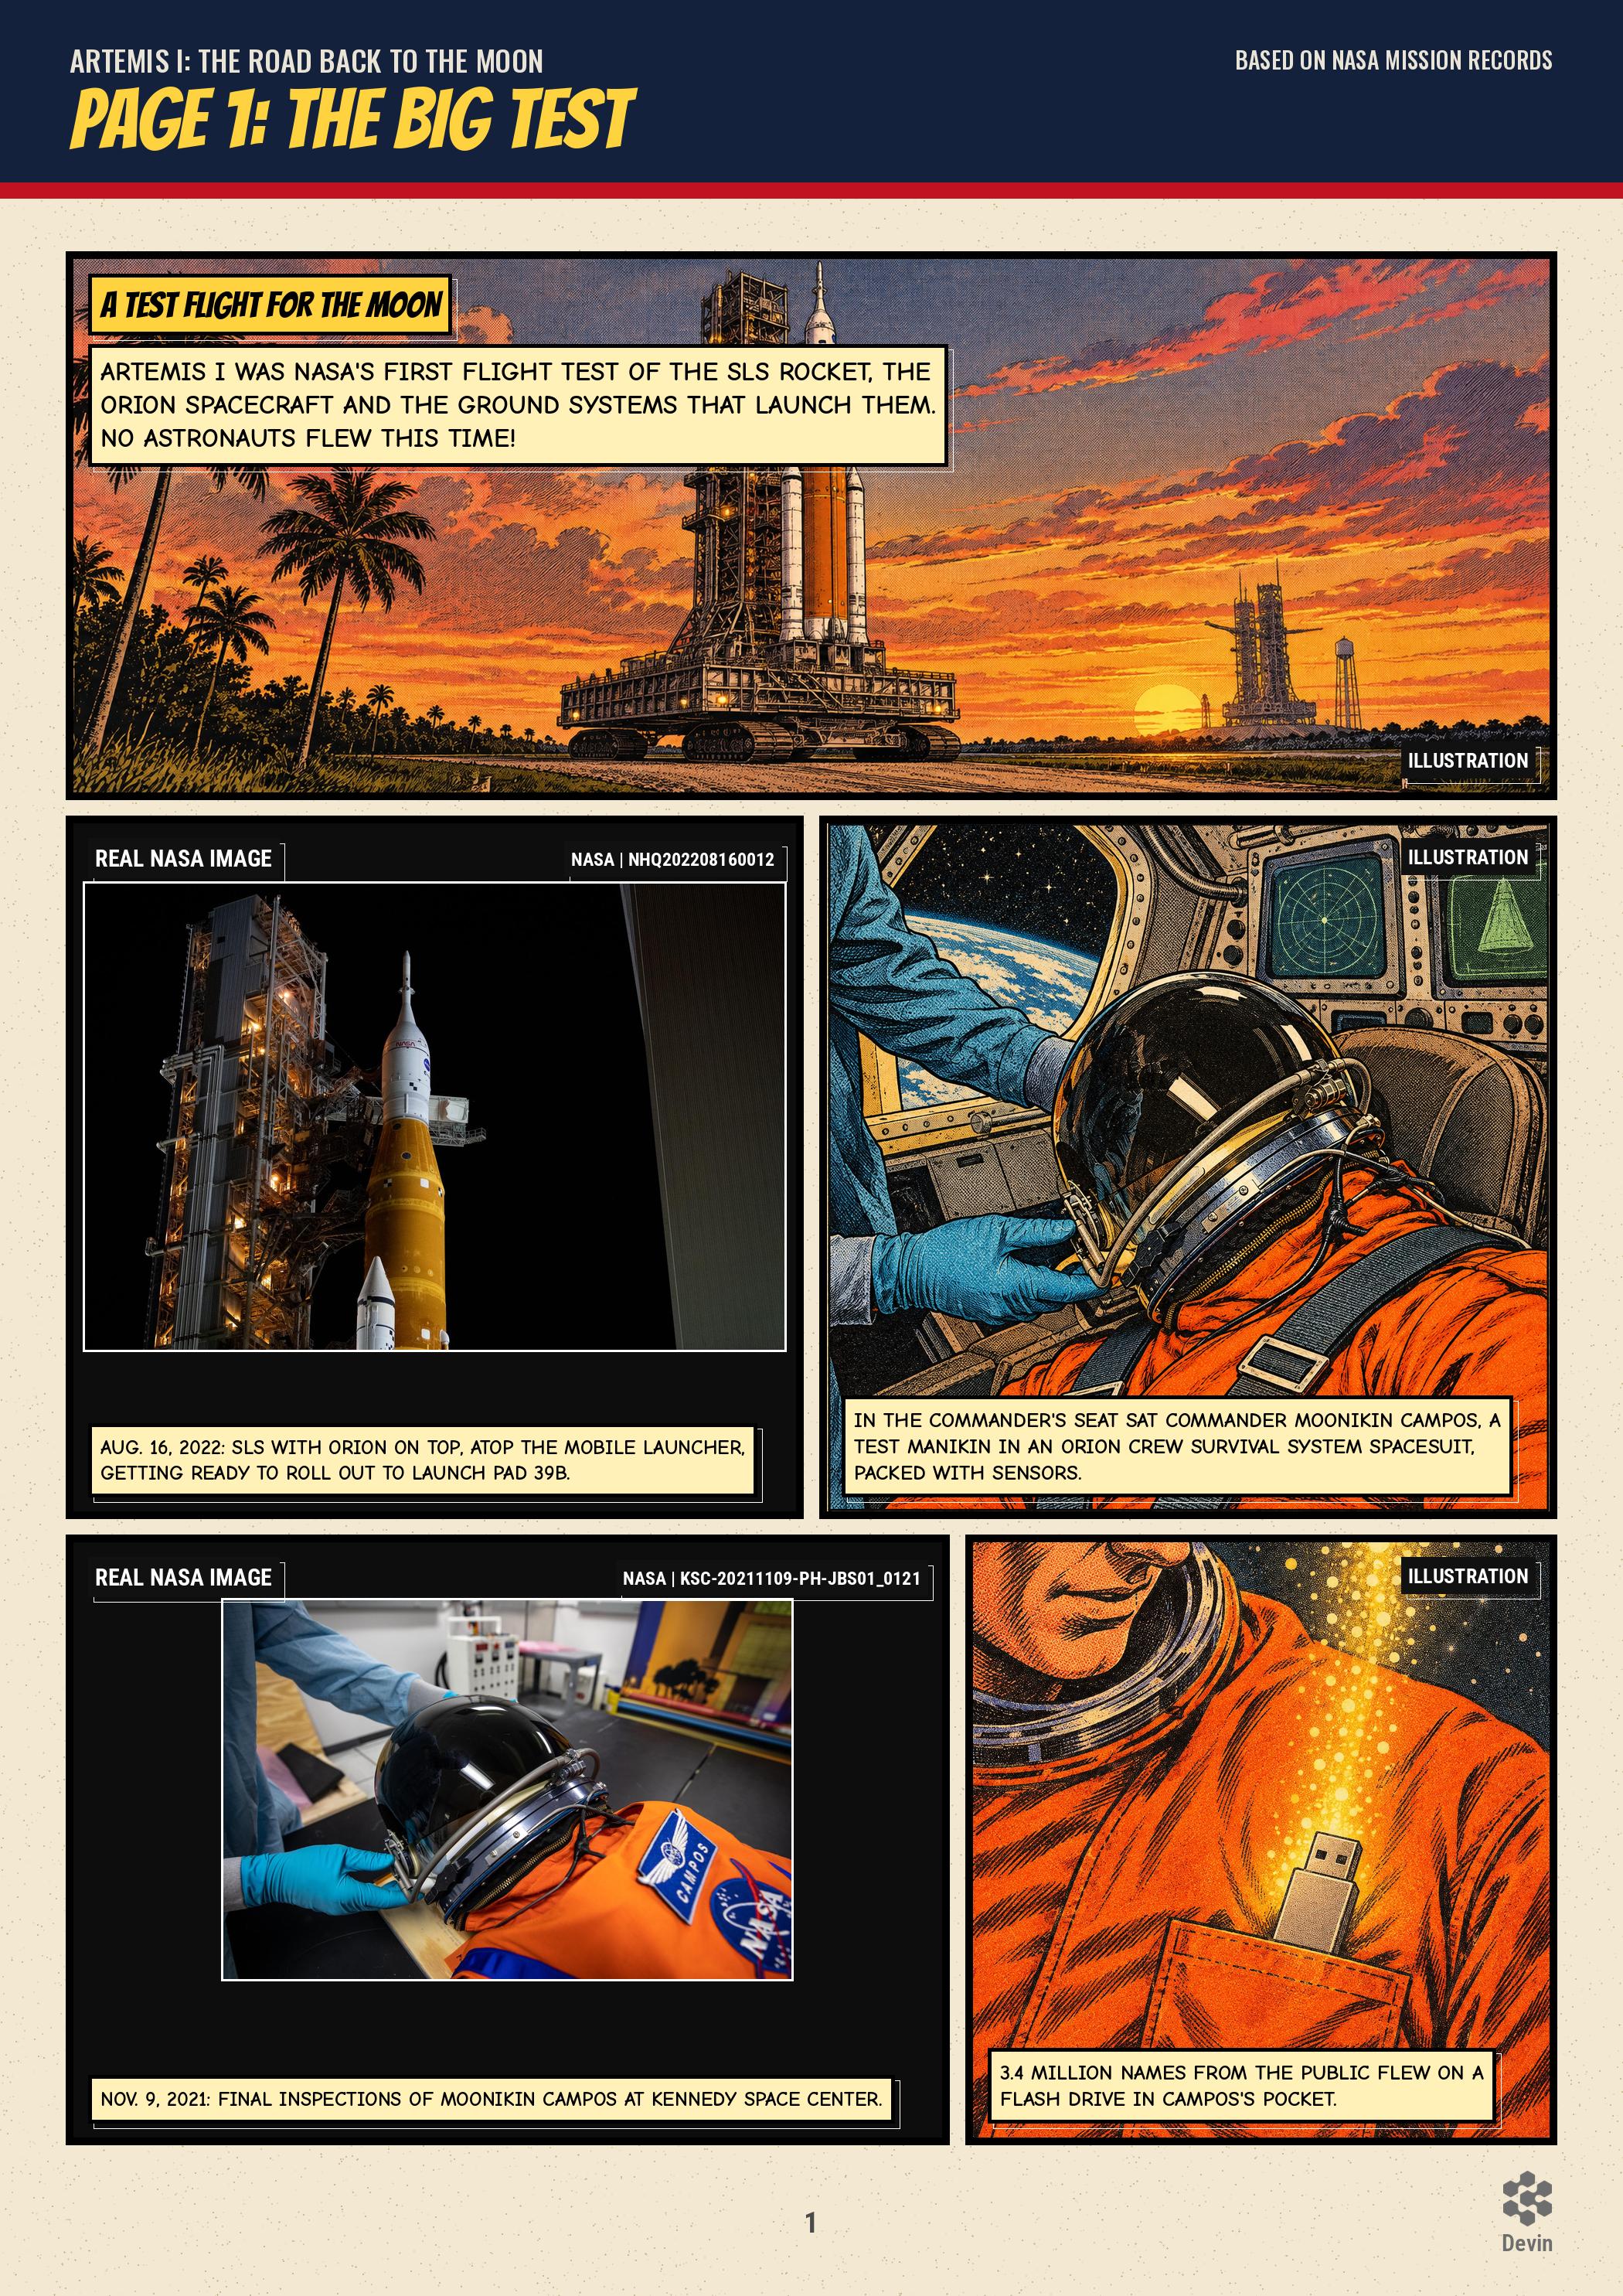 ARTEMIS I: THE ROAD BACK TO THE MOON
BASED ON NASA MISSION RECORDS
PAGE 1: THE BIG TEST
A TEST FLIGHT FOR THE MOON
ARTEMIS I WAS NASA'S FIRST FLIGHT TEST OF THE SLS ROCKET, THE
ORION SPACECRAFT AND THE GROUND SYSTEMS THAT LAUNCH THEM.
NO ASTRONAUTS FLEW THIS TIME!
ILLUSTRATION
REAL NASA IMAGE
NASA | NHQ202208160012
NASA
AUG. 16, 2022: SLS WITH ORION ON TOP, ATOP THE MOBILE LAUNCHER,
GETTING READY TO ROLL OUT TO LAUNCH PAD 39B.
ILLUSTRATION
IN THE COMMANDER'S SEAT SAT COMMANDER MOONIKIN CAMPOS, A
TEST MANIKIN IN AN ORION CREW SURVIVAL SYSTEM SPACESUIT,
PACKED WITH SENSORS.
REAL NASA IMAGE
NASA | KSC-20211109-PH-JBS01_0121
CAMPOS
NASA
NOV. 9, 2021: FINAL INSPECTIONS OF MOONIKIN CAMPOS AT KENNEDY SPACE CENTER.
ILLUSTRATION
3.4 MILLION NAMES FROM THE PUBLIC FLEW ON A
FLASH DRIVE IN CAMPOS'S POCKET.
1
Devin